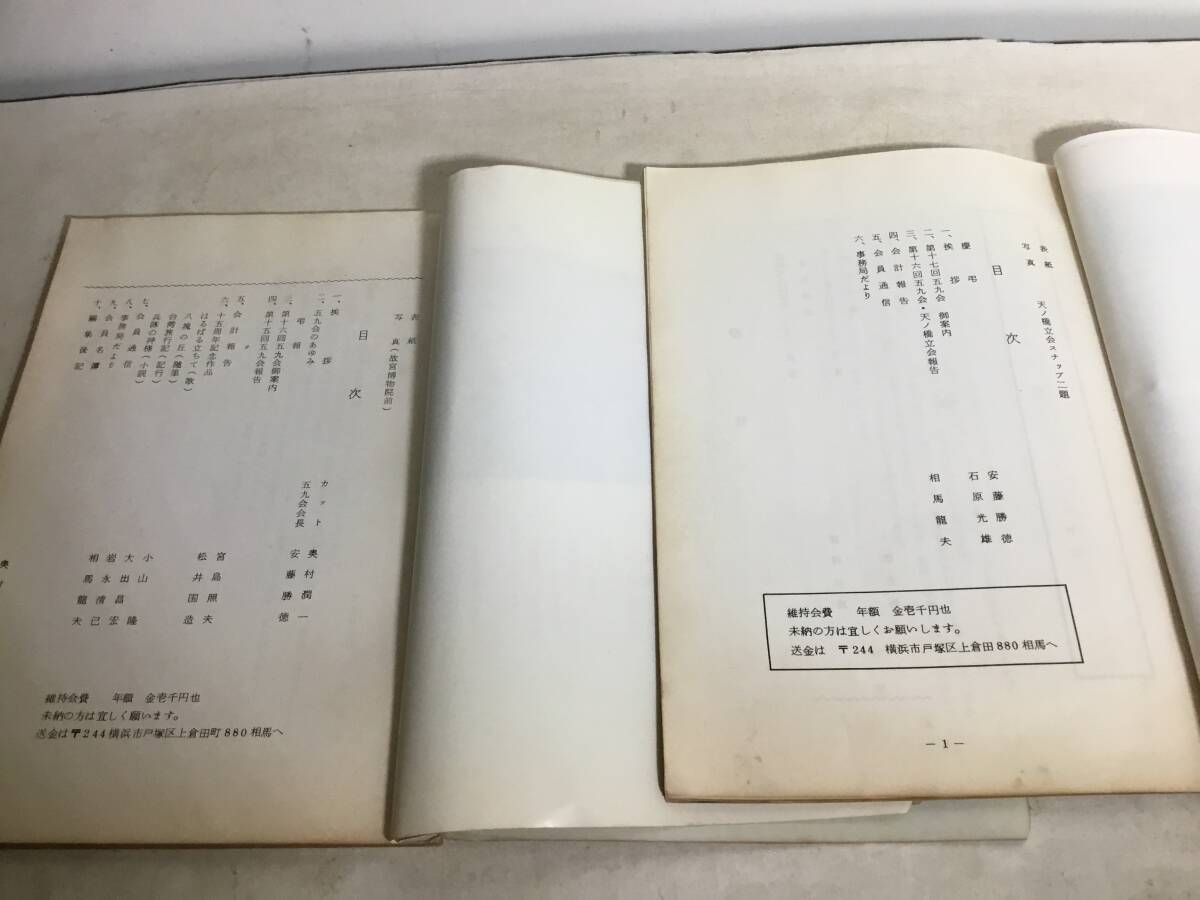 表紙
写真(故宮博物院前)
目次
カット 奥村潤一
五九会会長 安藤勝徳
一、挨拶
二、五九会のあゆみ
弔報
三、第十六回五九会御案内
四、第十五回五九会報告
宮島照夫
五、〃
松井国造
六、会計報告
十五周年記念作品
はるばる立ちて(歌)
小山昌隆
八塊の丘(随筆)
大出宏
台湾旅行記(記行)
岩永清己
兵隊の神様(小説)
相馬龍夫
七、会員通信
八、事務局だより
九、会員名簿
十、編集後記
維持会費 年額 金壱千円也
未納の方は宜しく願います。
送金は〒244横浜市戸塚区上倉田町880相馬へ
奥
表紙
写真 天ノ橋立会スナップ二題
目次
慶弔
一、挨拶
安藤勝徳
二、第十七回五九会 御案内
石原光雄
三、第十六回五九会・天ノ橋立会報告
相馬龍夫
四、会計報告
五、会員通信
六、事務局だより
維持会費 年額 金壱千円也
未納の方は宜しくお願いします。
送金は 〒244 横浜市戸塚区上倉田880相馬へ
－1－